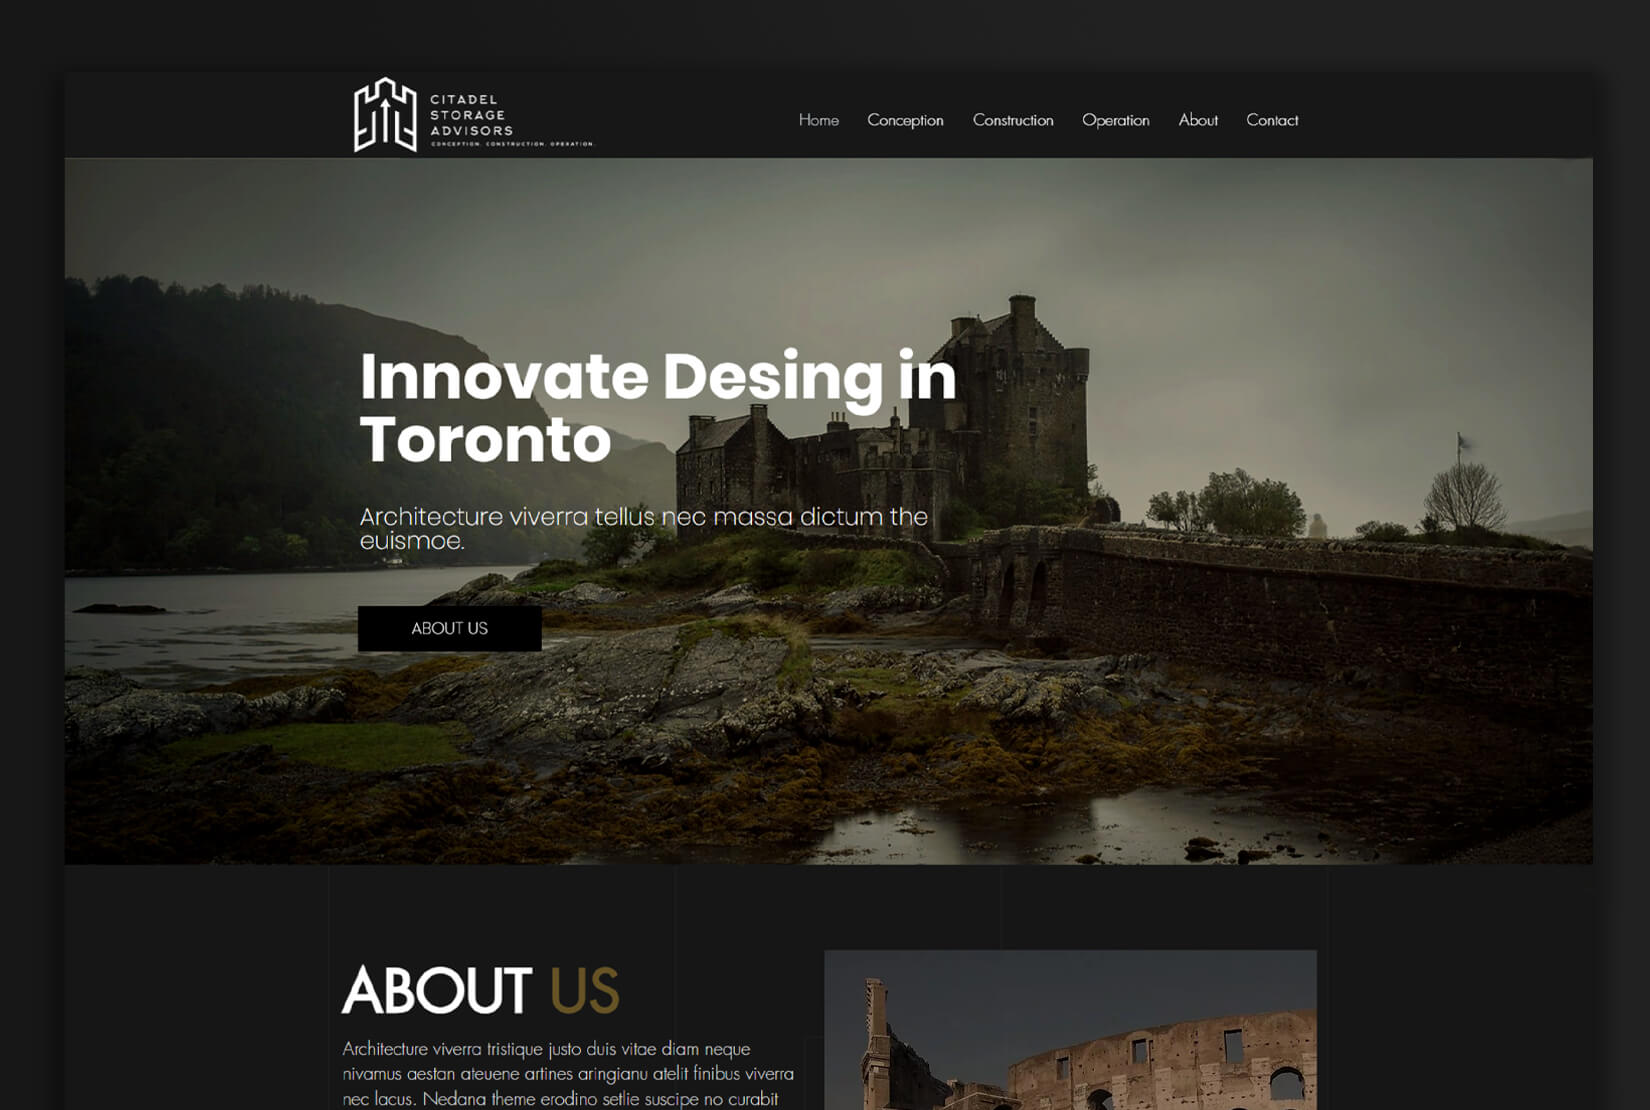 CITADEL
STORAGE
ADVISORS
CONCEPTION. CONSTRUCTION. OPERATION.
Home Conception Construction Operation About Contact
Innovate Desing in
Toronto
Architecture viverra tellus nec massa dictum the
euismoe.
ABOUT US
ABOUT US
Architecture viverra tristique justo duis vitae diam neque
nivamus aestan ateuene artines aringianu atelit finibus viverra
nec lacus. Nedana theme erodino setlie suscipe no curabit